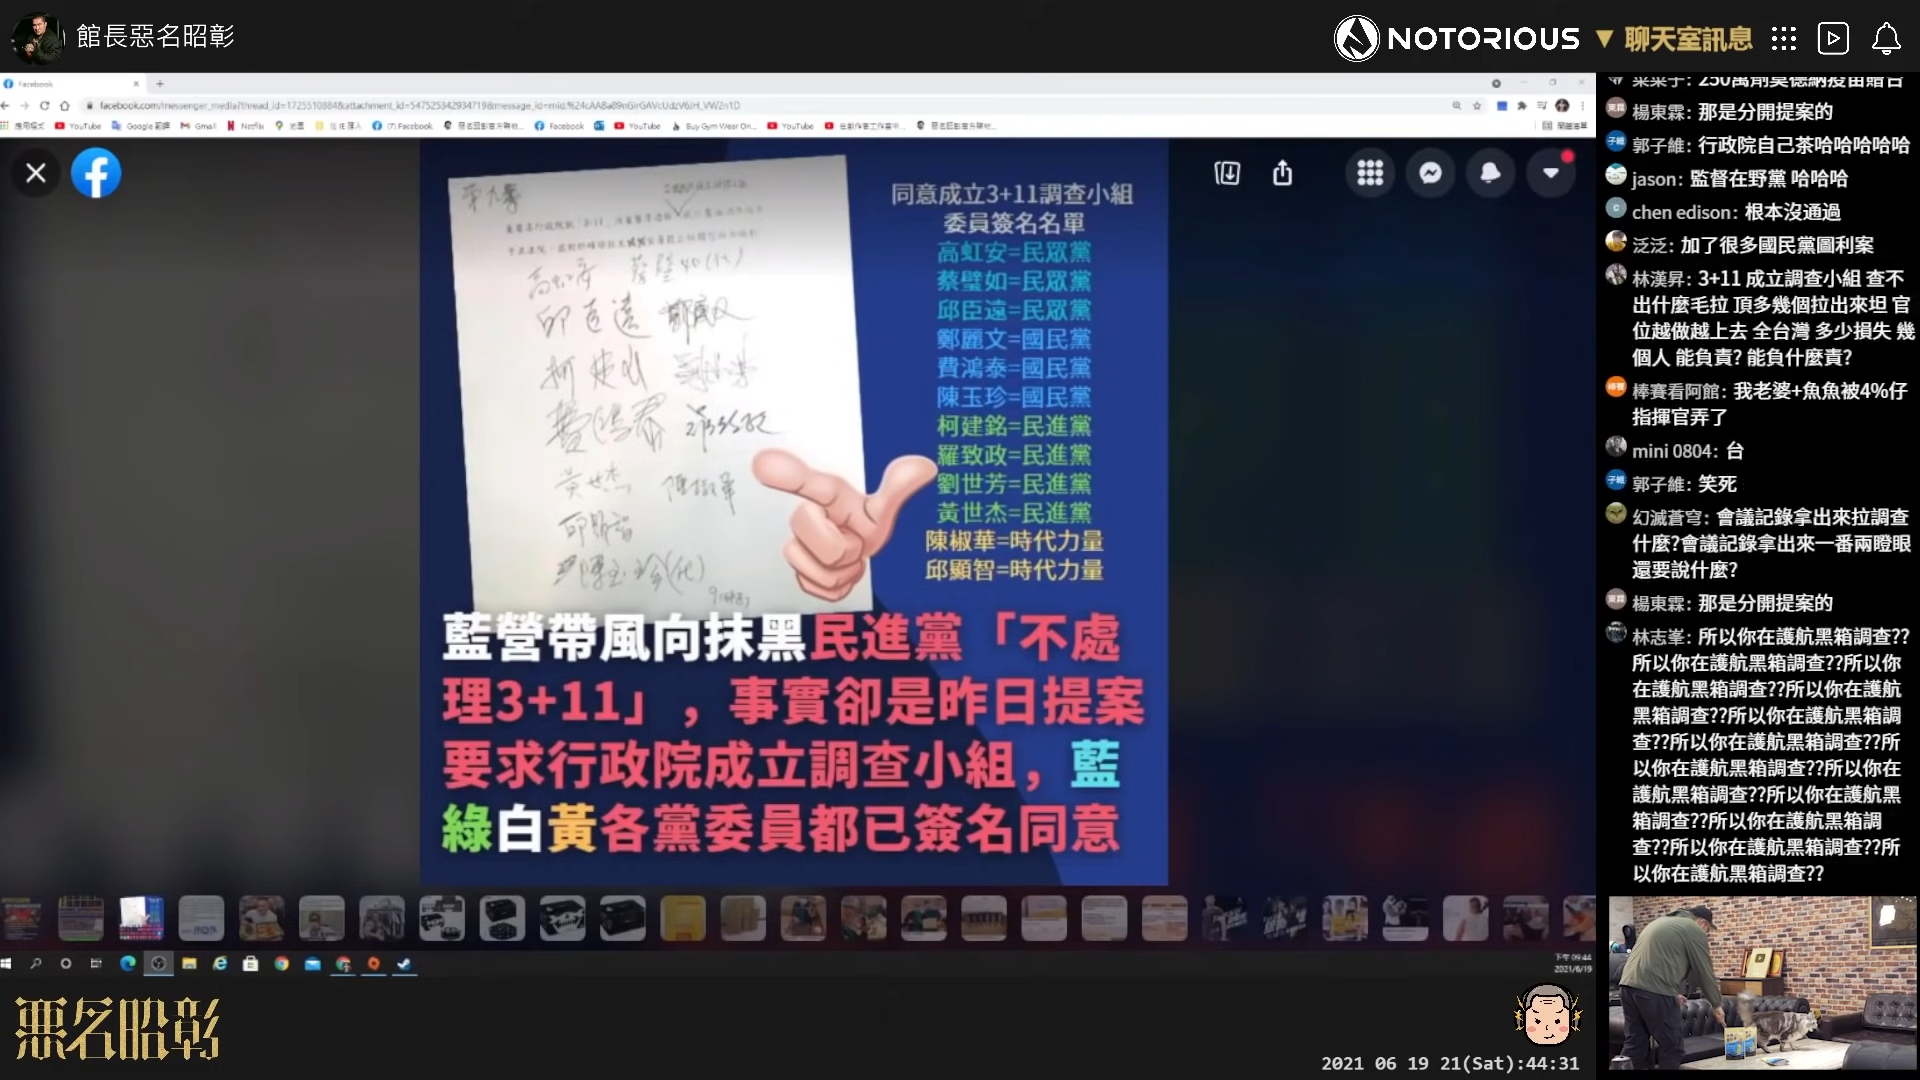 館長惡名昭彰
NOTORIOUS
▼ 聊天室訊息
Facebook
YouTube
Gmail
Netflix
(7) Facebook
Facebook
YouTube
Buy Gym Wear On...
YouTube
同意成立3+11調查小組
委員簽名名單
高虹安=民眾黨
蔡璧如=民眾黨
邱臣遠=民眾黨
鄭麗文=國民黨
費鴻泰=國民黨
陳玉珍=國民黨
柯建銘=民進黨
羅致政=民進黨
劉世芳=民進黨
黃世杰=民進黨
陳椒華=時代力量
邱顯智=時代力量
藍營帶風向抹黑民進黨「不處
理3+11」，事實卻是昨日提案
要求行政院成立調查小組，藍
綠白黃各黨委員都已簽名同意
楊東霖: 那是分開提案的
郭子維: 行政院自己茶哈哈哈哈哈
jason: 監督在野黨 哈哈哈
chen edison: 根本沒通過
泛泛: 加了很多國民黨圖利案
林漢昇: 3+11 成立調查小組 查不
出什麼毛拉 頂多幾個拉出來坦 官
位越做越上去 全台灣 多少損失 幾
個人 能負責? 能負什麼責?
棒賽看阿館: 我老婆+魚魚被4%仔
指揮官弄了
mini 0804: 台
郭子維: 笑死
幻滅蒼穹: 會議記錄拿出來拉調查
什麼?會議記錄拿出來一番兩瞪眼
還要說什麼?
楊東霖: 那是分開提案的
林志峯: 所以你在護航黑箱調查??
所以你在護航黑箱調查??所以你
在護航黑箱調查??所以你在護航
黑箱調查??所以你在護航黑箱調
查??所以你在護航黑箱調查??所
以你在護航黑箱調查??所以你在
護航黑箱調查??所以你在護航黑
箱調查??所以你在護航黑箱調
查??所以你在護航黑箱調查??所
以你在護航黑箱調查??
下午 09:44
2021/6/19
惡名昭彰
2021 06 19 21(Sat):44:31